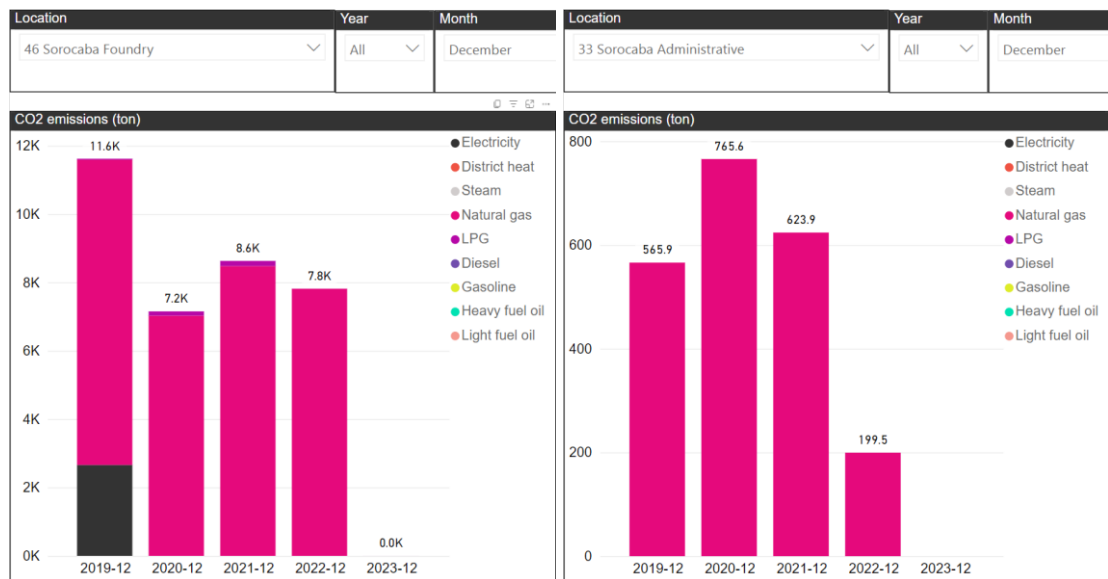 Location Year Month
46 Sorocaba Foundry All December
CO2 emissions (ton)
12K
10K
8K
6K
4K
2K
0K
11.6K
7.2K
8.6K
7.8K
0.0K
2019-12 2020-12 2021-12 2022-12 2023-12
Electricity
District heat
Steam
Natural gas
LPG
Diesel
Gasoline
Heavy fuel oil
Light fuel oil
Location Year Month
33 Sorocaba Administrative All December
CO2 emissions (ton)
800
600
400
200
0
565.9
765.6
623.9
199.5
2019-12 2020-12 2021-12 2022-12 2023-12
Electricity
District heat
Steam
Natural gas
LPG
Diesel
Gasoline
Heavy fuel oil
Light fuel oil